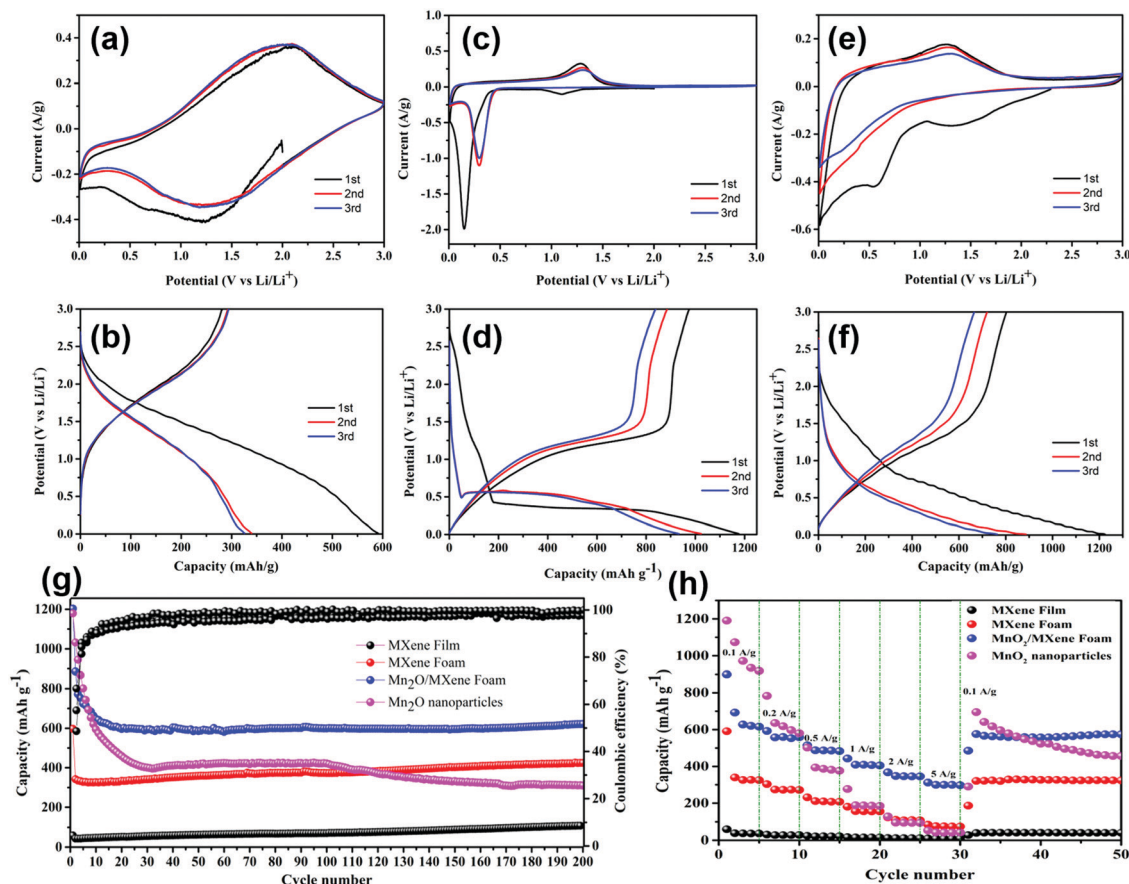 (a)
Current (A/g)
0.4
0.2
0.0
-0.2
-0.4
1st
2nd
3rd
0.0 0.5 1.0 1.5 2.0 2.5 3.0
Potential (V vs Li/Li⁺)
(c)
Current (A/g)
1.0
0.5
0.0
-0.5
-1.0
-1.5
-2.0
1st
2nd
3rd
0.0 0.5 1.0 1.5 2.0 2.5 3.0
Potential (V vs Li/Li⁺)
(e)
Current (A/g)
0.2
0.0
-0.2
-0.4
-0.6
1st
2nd
3rd
0.0 0.5 1.0 1.5 2.0 2.5 3.0
Potential (V vs Li/Li⁺)
(b)
Potential (V vs Li/Li⁺)
3.0
2.5
2.0
1.5
1.0
0.5
0.0
1st
2nd
3rd
0 100 200 300 400 500 600
Capacity (mAh/g)
(d)
Potential (V vs Li/Li⁺)
3.0
2.5
2.0
1.5
1.0
0.5
0.0
1st
2nd
3rd
0 200 400 600 800 1000 1200
Capacity (mAh g⁻¹)
(f)
Potential (V vs Li/Li⁺)
3.0
2.5
2.0
1.5
1.0
0.5
0.0
1st
2nd
3rd
0 200 400 600 800 1000 1200
Capacity (mAh/g)
(g)
Capacity (mAh g⁻¹)
1200
1000
800
600
400
200
0
MXene Film
MXene Foam
Mn₂O/MXene Foam
Mn₂O nanoparticles
100
80
60
40
20
0
Coulombic efficiency (%)
0 10 20 30 40 50 60 70 80 90 100 110 120 130 140 150 160 170 180 190 200
Cycle number
(h)
Capacity (mAh g⁻¹)
1200
1000
800
600
400
200
0
MXene Film
MXene Foam
MnO₂/MXene Foam
MnO₂ nanoparticles
0.1 A/g
0.2 A/g
0.5 A/g
1 A/g
2 A/g
5 A/g
0.1 A/g
0 10 20 30 40 50
Cycle number